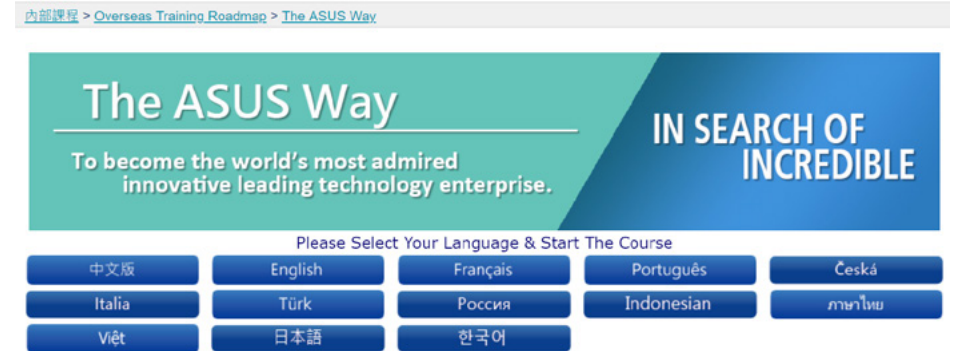 內部課程 > Overseas Training Roadmap > The ASUS Way
The ASUS Way
To become the world's most admired
innovative leading technology enterprise.
IN SEARCH OF
INCREDIBLE
Please Select Your Language & Start The Course
中文版 English Français Português Česká
Italia Türk Россия Indonesian ภาษาไทย
Việt 日本語 한국어